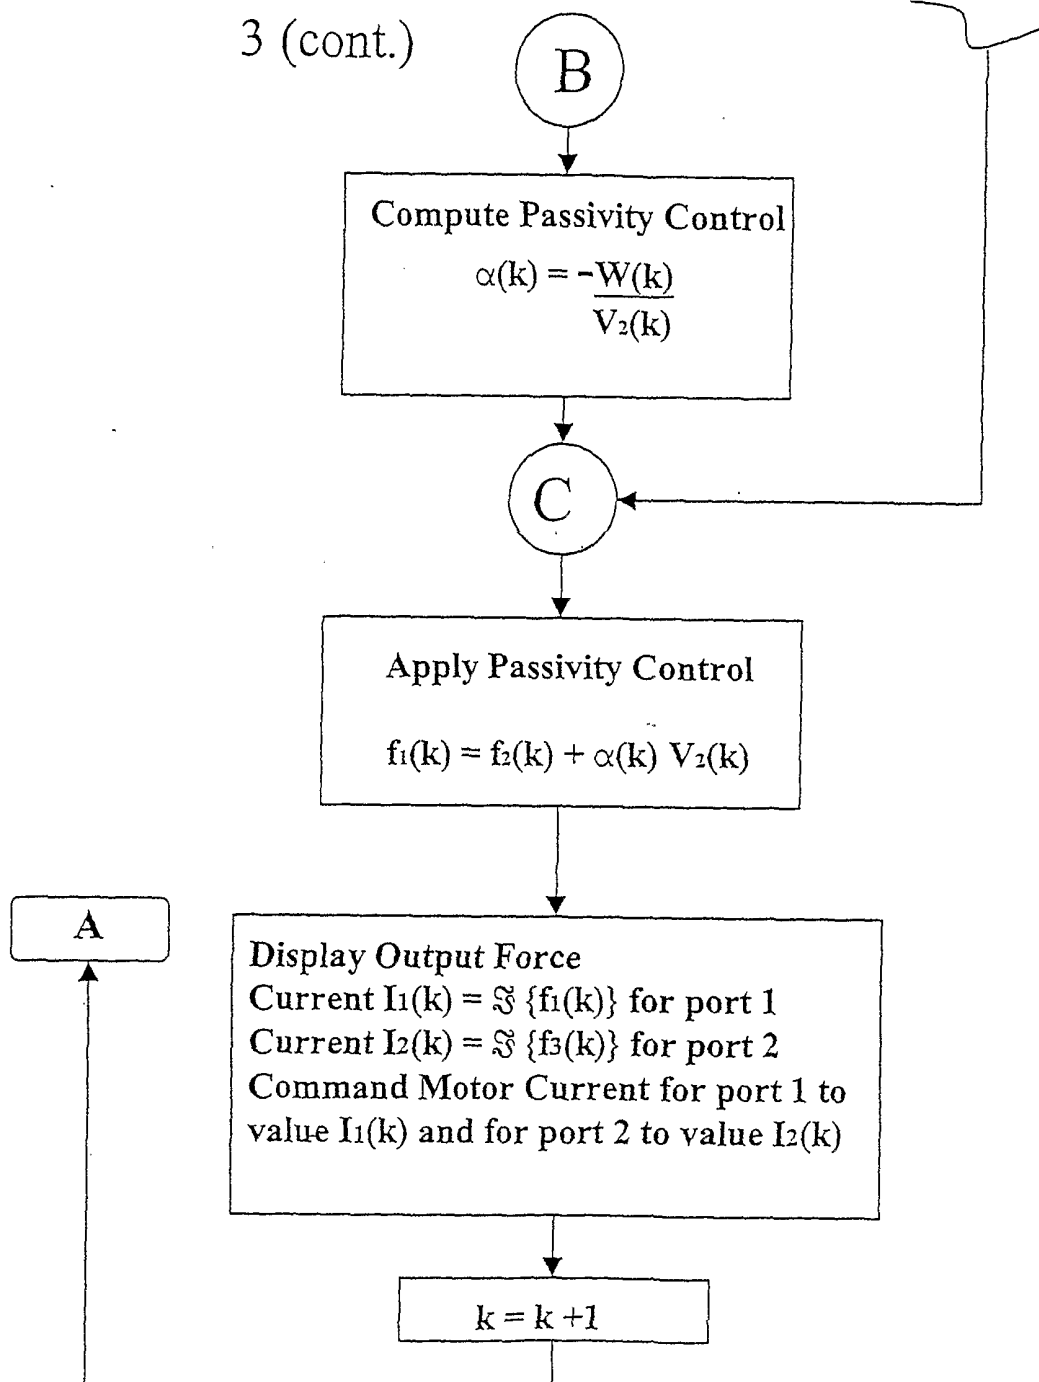 3 (cont.)
B
Compute Passivity Control
∝(k) = -W(k)
V₂(k)
C
Apply Passivity Control
f₁(k) = f₂(k) + ∝(k) V₂(k)
A
Display Output Force
Current I₁(k) = ℑ {f₁(k)} for port 1
Current I₂(k) = ℑ {f₃(k)} for port 2
Command Motor Current for port 1 to
value I₁(k) and for port 2 to value I₂(k)
k = k +1